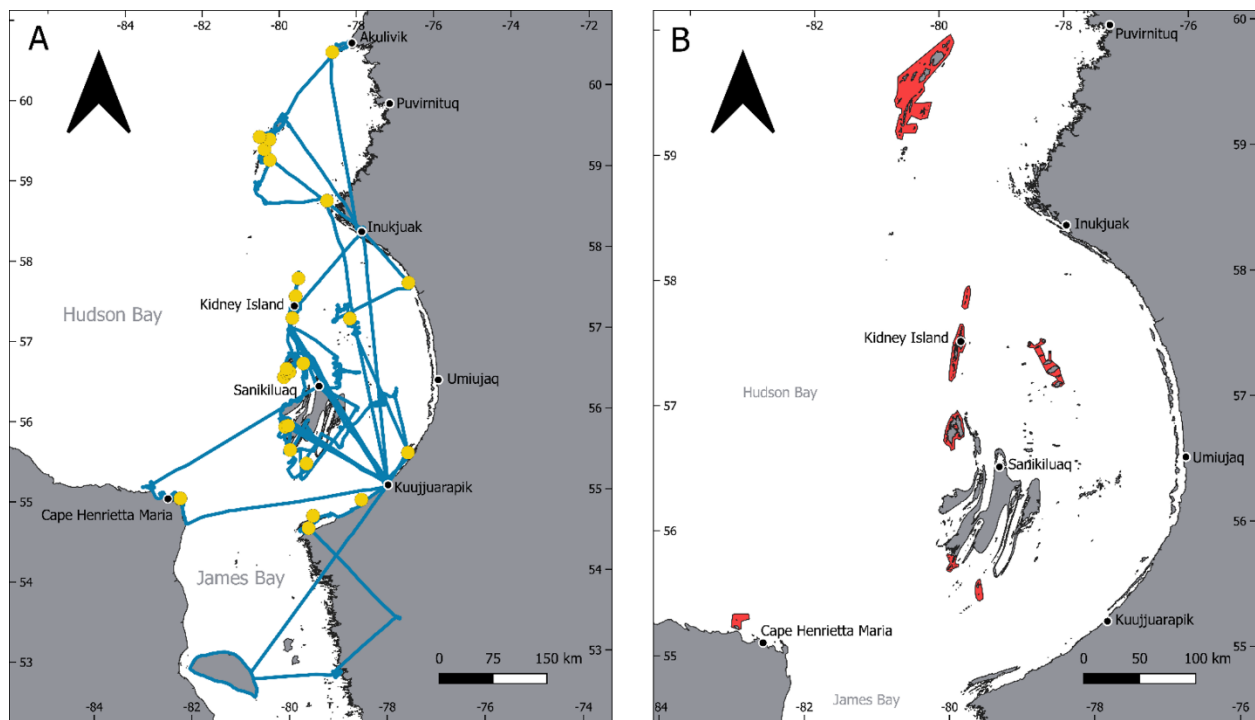 -82
-80
-78
-76
-74
-72
A
Akulivik
60
60
Puvirnituq
59
59
Inukjuak
58
58
Kidney Island
Hudson Bay
57
57
Sanikiluaq
Umiujaq
56
56
55
55
Kuujjuarapik
Cape Henrietta Maria
James Bay
54
54
53
53
0 75 150 km
-84
-82
-80
-78
-76
-74
-82
-80
-78
-76
B
60
Puvirnituq
59
59
Inukjuak
58
58
Kidney Island
Hudson Bay
57
57
Sanikiluaq
Umiujaq
56
56
Kuujjuarapik
Cape Henrietta Maria
55
55
0 50 100 km
James Bay
-84
-82
-80
-78
-76